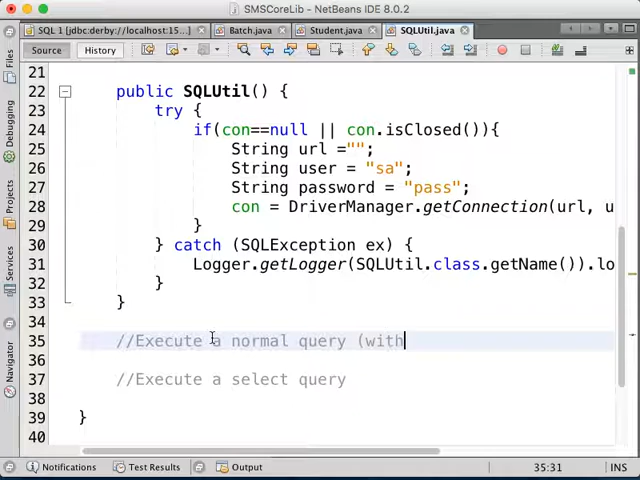 SMSCoreLib - NetBeans IDE 8.0.2
SQL 1 [jdbc:derby://localhost:15... Batch.java Student.java SQLUtil.java
Source History
Files
Debugging
Projects
Services
Navigator
21
22 public SQLUtil() {
23 try {
24 if(con==null || con.isClosed()){
25 String url ="";
26 String user = "sa";
27 String password = "pass";
28 con = DriverManager.getConnection(url, u
29 }
30 } catch (SQLException ex) {
31 Logger.getLogger(SQLUtil.class.getName()).lo
32 }
33 }
34
35 //Execute a normal query (with
36
37 //Execute a select query
38
39 }
40
Notifications Test Results Output 35:31 INS